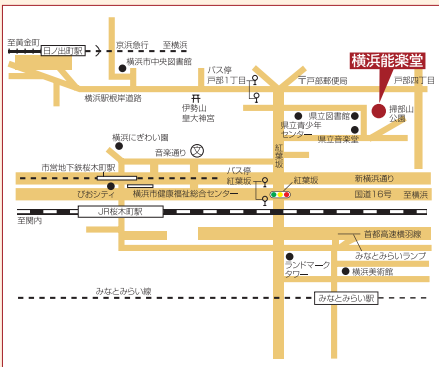 至黄金町
日ノ出町駅
京浜急行
至横浜
横浜市中央図書館
バス停
戸部1丁目
戸部郵便局
横浜能楽堂
戸部四丁目
横浜駅根岸道路
伊勢山
皇大神宮
県立図書館
掃部山
公園
県立青少年
センター
県立音楽堂
横浜にぎわい園
音楽通り
文
紅葉坂
市営地下鉄桜木町駅
バス停
紅葉坂
紅葉坂
新横浜通り
ぴおシティ
横浜市健康福祉総合センター
国道16号
至横浜
JR桜木町駅
至関内
首都高速横羽線
みなとみらいランプ
ランドマーク
タワー
横浜美術館
みなとみらい線
みなとみらい駅